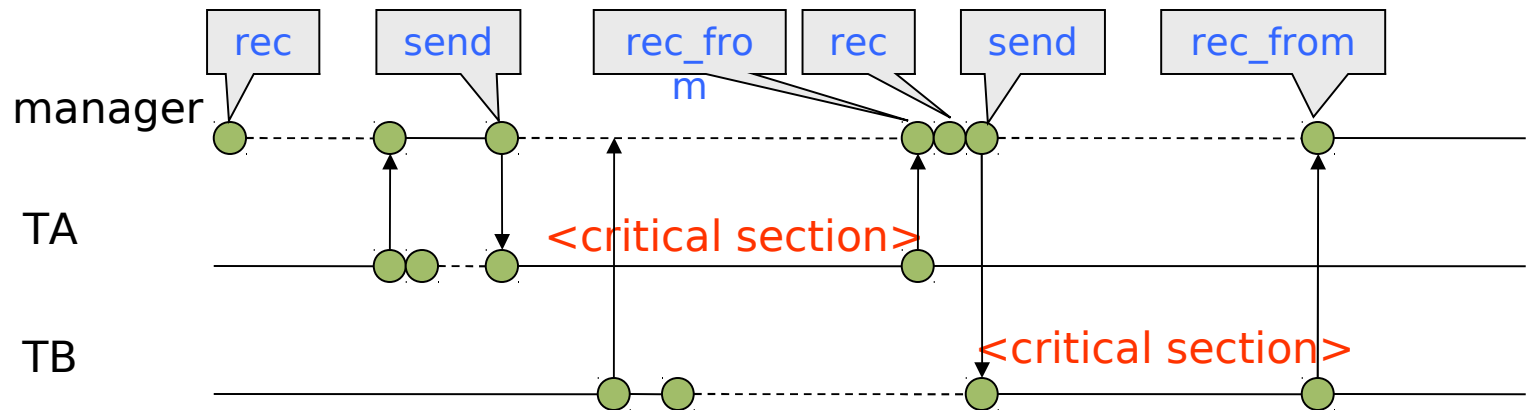 rec
send
rec_fro
m
rec
send
rec_from
manager
TA
<critical section>
TB
<critical section>